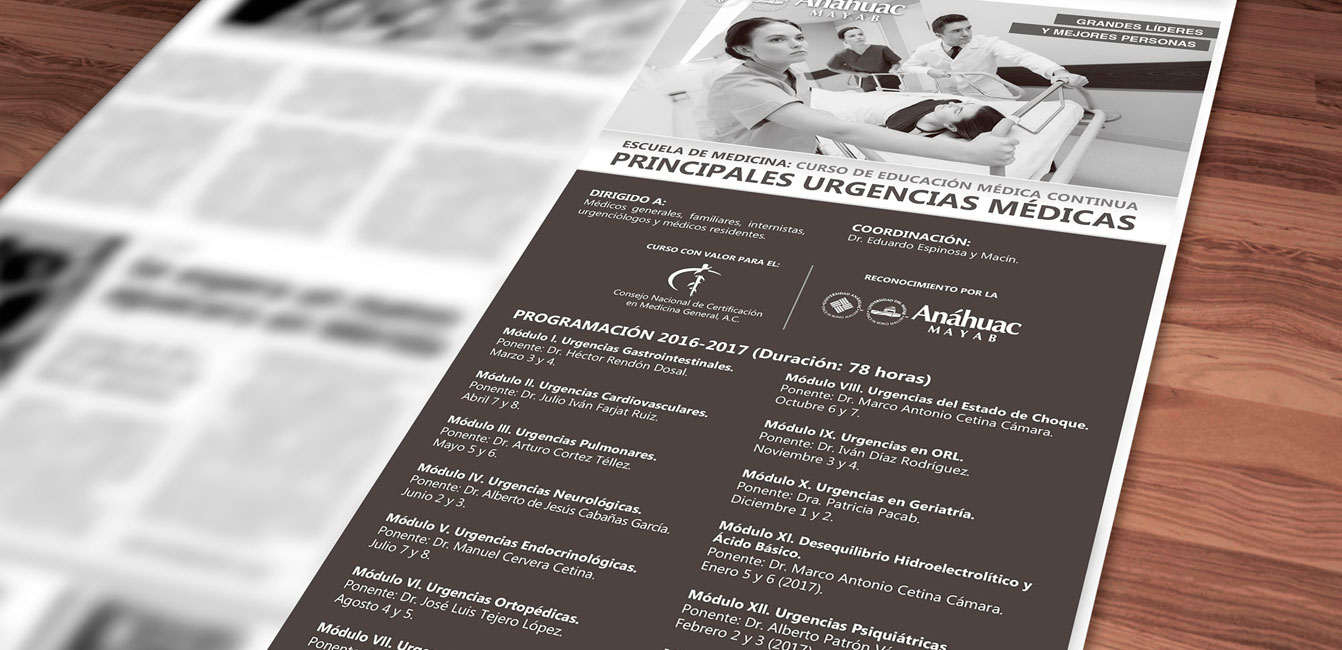 Anáhuac
MAYAB
GRANDES LÍDERES
Y MEJORES PERSONAS
ESCUELA DE MEDICINA: CURSO DE EDUCACIÓN MÉDICA CONTINUA
PRINCIPALES URGENCIAS MÉDICAS
DIRIGIDO A:
Médicos generales, familiares, internistas,
urgenciólogos y médicos residentes.
COORDINACIÓN:
Dr. Eduardo Espinosa y Macín.
CURSO CON VALOR PARA EL:
Consejo Nacional de Certificación
en Medicina General, A.C.
RECONOCIMIENTO POR LA
Anáhuac
MAYAB
PROGRAMACIÓN 2016-2017 (Duración: 78 horas)
Módulo I. Urgencias Gastrointestinales.
Ponente: Dr. Héctor Rendón Dosal.
Marzo 3 y 4.
Módulo II. Urgencias Cardiovasculares.
Ponente: Dr. Julio Iván Farjat Ruiz.
Abril 7 y 8.
Módulo III. Urgencias Pulmonares.
Ponente: Dr. Arturo Cortez Téllez.
Mayo 5 y 6.
Módulo IV. Urgencias Neurológicas.
Ponente: Dr. Alberto de Jesús Cabañas García.
Junio 2 y 3.
Módulo V. Urgencias Endocrinológicas.
Ponente: Dr. Manuel Cervera Cetina.
Julio 7 y 8.
Módulo VI. Urgencias Ortopédicas.
Ponente: Dr. José Luis Tejero López.
Agosto 4 y 5.
Módulo VII.
Módulo VIII. Urgencias del Estado de Choque.
Ponente: Dr. Marco Antonio Cetina Cámara.
Octubre 6 y 7.
Módulo IX. Urgencias en ORL.
Ponente: Dr. Iván Díaz Rodríguez.
Noviembre 3 y 4.
Módulo X. Urgencias en Geriatría.
Ponente: Dra. Patricia Pacab.
Diciembre 1 y 2.
Módulo XI. Desequilibrio Hidroelectrolítico y
Ácido Básico.
Ponente: Dr. Marco Antonio Cetina Cámara.
Enero 5 y 6 (2017).
Módulo XII. Urgencias Psiquiátricas
Ponente: Dr. Alberto Patrón
Febrero 2 y 3 (2017)